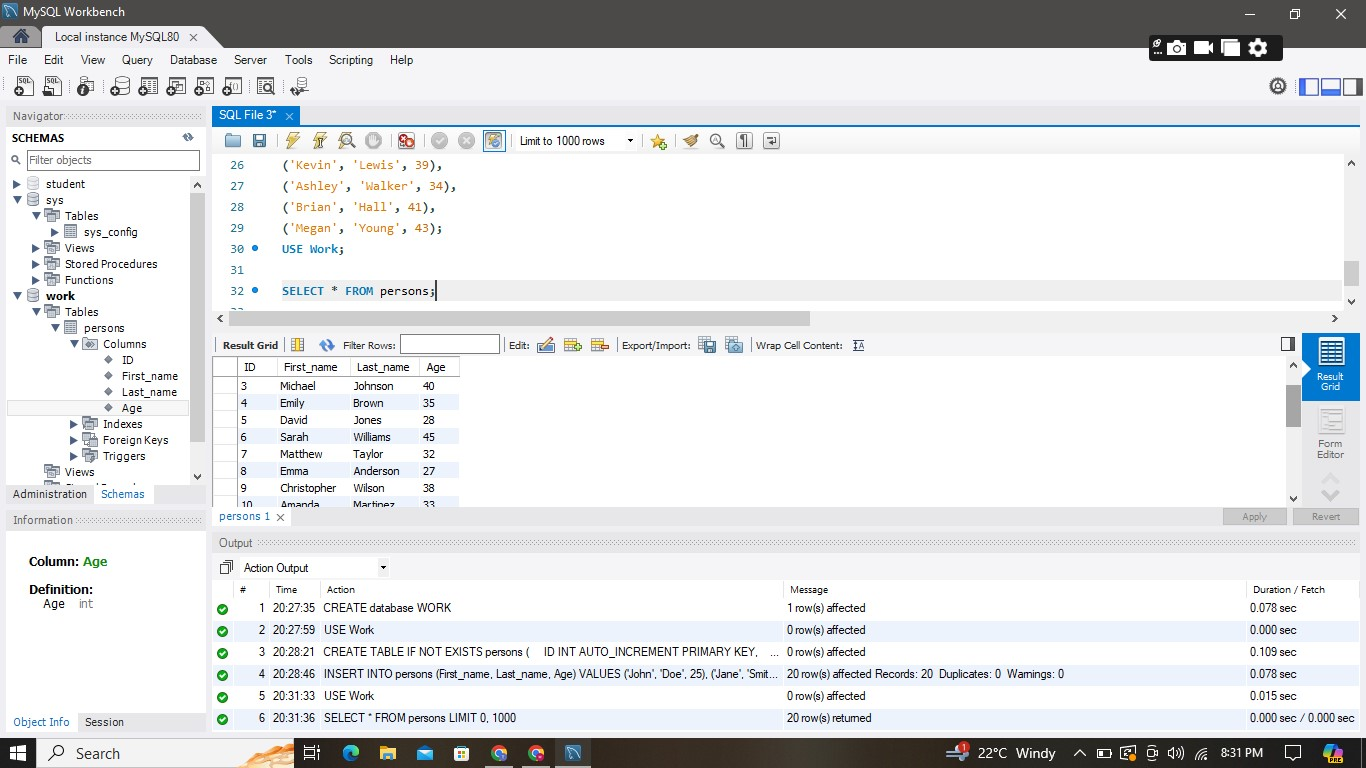 MySQL Workbench
Local instance MySQL80
File Edit View Query Database Server Tools Scripting Help
Navigator
SCHEMAS
Filter objects
student
sys
Tables
sys_config
Views
Stored Procedures
Functions
work
Tables
persons
Columns
ID
First_name
Last_name
Age
Indexes
Foreign Keys
Triggers
Views
Administration Schemas
Information
Column: Age
Definition:
Age int
Object Info Session
SQL File 3*
Limit to 1000 rows
26 ('Kevin', 'Lewis', 39),
27 ('Ashley', 'Walker', 34),
28 ('Brian', 'Hall', 41),
29 ('Megan', 'Young', 43);
30 USE Work;
31
32 SELECT * FROM persons;
Result Grid Filter Rows: Edit: Export/Import: Wrap Cell Content:
ID First_name Last_name Age
3 Michael Johnson 40
4 Emily Brown 35
5 David Jones 28
6 Sarah Williams 45
7 Matthew Taylor 32
8 Emma Anderson 27
9 Christopher Wilson 38
10 Amanda Martinez 33
Result
Grid
Form
Editor
persons 1
Apply Revert
Output
Action Output
# Time Action Message Duration / Fetch
1 20:27:35 CREATE database WORK 1 row(s) affected 0.078 sec
2 20:27:59 USE Work 0 row(s) affected 0.000 sec
3 20:28:21 CREATE TABLE IF NOT EXISTS persons ( ID INT AUTO_INCREMENT PRIMARY KEY, ... 0 row(s) affected 0.109 sec
4 20:28:46 INSERT INTO persons (First_name, Last_name, Age) VALUES ('John', 'Doe', 25), ('Jane', 'Smit... 20 row(s) affected Records: 20 Duplicates: 0 Warnings: 0 0.078 sec
5 20:31:33 USE Work 0 row(s) affected 0.015 sec
6 20:31:36 SELECT * FROM persons LIMIT 0, 1000 20 row(s) returned 0.000 sec / 0.000 sec
Search
1 22°C Windy 8:31 PM
PRE